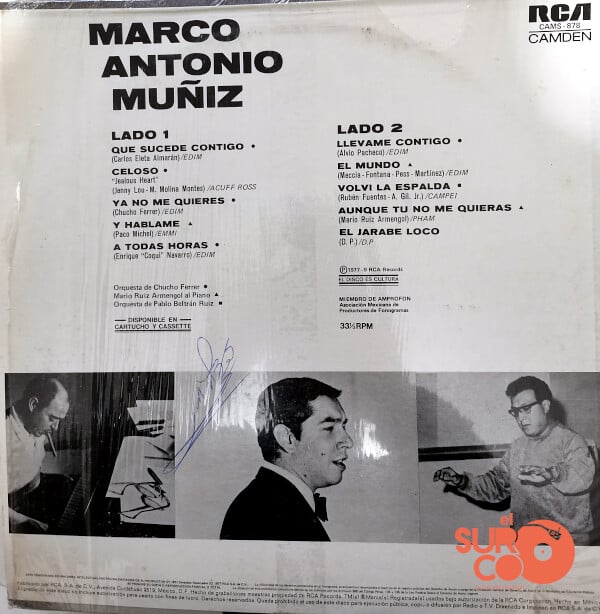 MARCO
ANTONIO
MUÑIZ
RCA
CAMS - 878
CAMDEN
LADO 1
QUE SUCEDE CONTIGO •
(Carlos Eleta Almarán)/EDIM
CELOSO •
"Jealous Heart"
(Jenny Lou - M. Molina Montes) /ACUFF ROSS
YA NO ME QUIERES •
(Chucho Ferrer)/EDIM
Y HABLAME ▲
(Paco Michel)/EMMI
A TODAS HORAS •
(Enrique "Coqui" Navarro)/EDIM
Orquesta de Chucho Ferrer •
Mario Ruiz Armengol al Piano ▲
Orquesta de Pablo Beltrán Ruiz ■
DISPONIBLE EN
CARTUCHO Y CASSETTE
LADO 2
LLEVAME CONTIGO •
(Alvio Pacheco)/EDIM
EL MUNDO ▲
(Meccia - Fontana - Pess - Martínez)/EDIM
VOLVI LA ESPALDA •
(Rubén Fuentes - A. Gil, Jr.) /CAMPEI
AUNQUE TU NO ME QUIERAS ▲
(Mario Ruiz Armengol)/PHAM
EL JARABE LOCO
(D. P.)/D.P
Ⓟ 1977-9 RCA Records
EL DISCO ES CULTURA
MIEMBRO DE AMPROFON
Asociación Mexicana de
Productores de Fonogramas
33⅓ RPM
el
SURCO